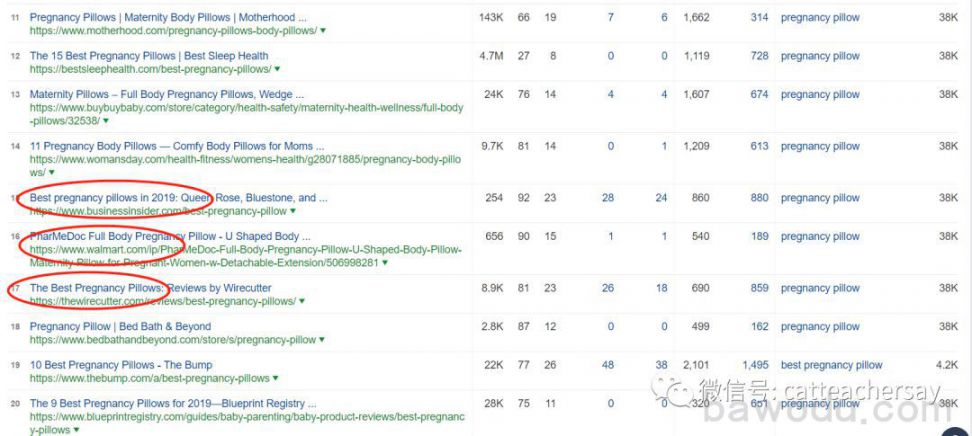 11 Pregnancy Pillows | Maternity Body Pillows | Motherhood ... 143K 66 19 7 6 1,662 314 pregnancy pillow 38K
https://www.motherhood.com/pregnancy-pillows-body-pillows/
12 The 15 Best Pregnancy Pillows | Best Sleep Health 4.7M 27 8 0 0 1,119 728 pregnancy pillow 38K
https://bestsleephealth.com/best-pregnancy-pillows/
13 Maternity Pillows – Full Body Pregnancy Pillows, Wedge ... 24K 76 14 4 4 1,607 674 pregnancy pillow 38K
https://www.buybuybaby.com/store/category/health-safety/maternity-health-wellness/full-body
-pillows/32538/
14 11 Pregnancy Body Pillows — Comfy Body Pillows for Moms ... 9.7K 81 14 0 1 1,209 613 pregnancy pillow 38K
https://www.womansday.com/health-fitness/womens-health/g28071885/pregnancy-body-pillo
ws/
15 Best pregnancy pillows in 2019: Queen Rose, Bluestone, and ... 254 92 23 28 24 860 880 pregnancy pillow 38K
https://www.businessinsider.com/best-pregnancy-pillow
16 PharMeDoc Full Body Pregnancy Pillow - U Shaped Body ... 656 90 15 1 1 540 189 pregnancy pillow 38K
https://www.walmart.com/ip/PharMeDoc-Full-Body-Pregnancy-Pillow-U-Shaped-Body-Pillow-
Maternity-Pillow-for-Pregnant-Women-w-Detachable-Extension/506998281
17 The Best Pregnancy Pillows: Reviews by Wirecutter 8.9K 81 23 26 18 690 859 pregnancy pillow 38K
https://thewirecutter.com/reviews/best-pregnancy-pillows/
18 Pregnancy Pillow | Bed Bath & Beyond 2.8K 87 12 0 0 499 162 pregnancy pillow 38K
https://www.bedbathandbeyond.com/store/s/pregnancy-pillow
19 10 Best Pregnancy Pillows - The Bump 22K 77 26 48 38 2,101 1,495 best pregnancy pillow 4.2K
https://www.thebump.com/a/best-pregnancy-pillows
微信号: catteachersay
20 The 9 Best Pregnancy Pillows for 2019—Blueprint Registry ... 28K 75 11 0 0 320 651 pregnancy pillow 38K
https://www.blueprintregistry.com/guides/baby-parenting/baby-product-reviews/best-pregnanc
y-pillows
bawodd.com